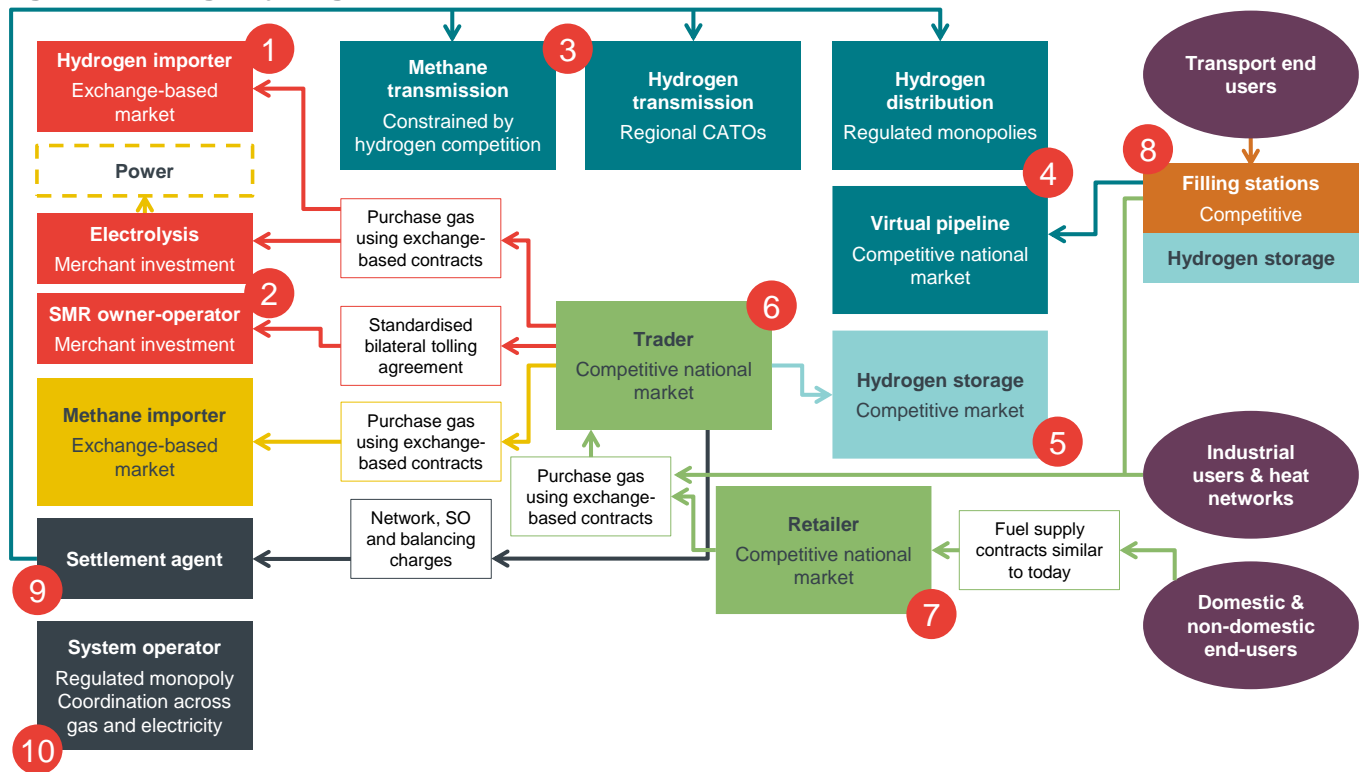 1
Hydrogen importer
Exchange-based
market
Power
Electrolysis
Merchant investment
2
SMR owner-operator
Merchant investment
Methane importer
Exchange-based
market
Settlement agent
9
System operator
Regulated monopoly
Coordination across
gas and electricity
10
3
Methane
transmission
Constrained by
hydrogen competition
Hydrogen
transmission
Regional CATOs
Hydrogen
distribution
Regulated monopolies
4
Virtual pipeline
Competitive national
market
Purchase gas
using exchange-
based contracts
Standardised
bilateral tolling
agreement
Purchase gas
using exchange-
based contracts
Network, SO
and balancing
charges
6
Trader
Competitive national
market
Hydrogen storage
Competitive market
5
Purchase gas
using exchange-
based contracts
Retailer
Competitive national
market
7
Fuel supply
contracts similar
to today
Transport end
users
8
Filling stations
Competitive
Hydrogen storage
Industrial
users & heat
networks
Domestic &
non-domestic
end-users